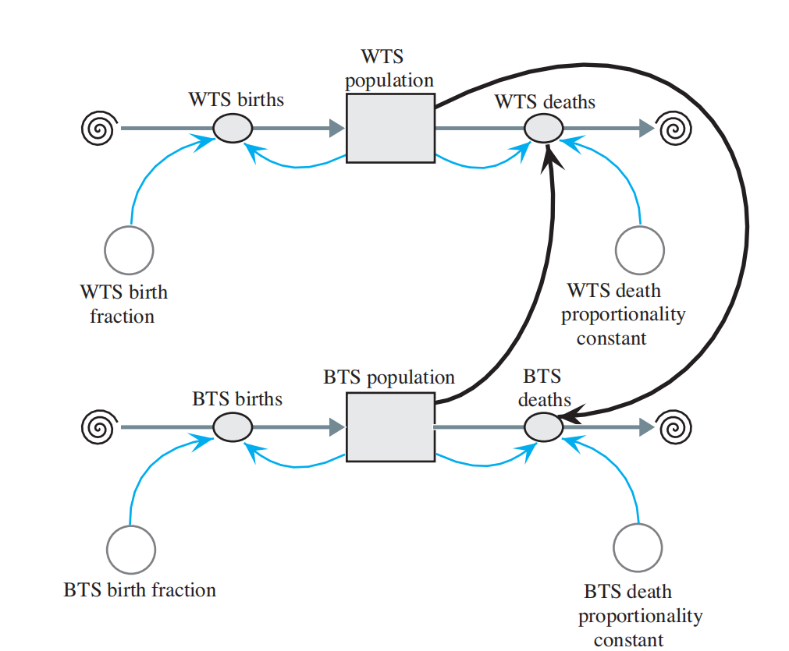 WTS
population
WTS births
WTS deaths
WTS birth
fraction
WTS death
proportionality
constant
BTS population
BTS
deaths
BTS births
BTS birth fraction
BTS death
proportionality
constant